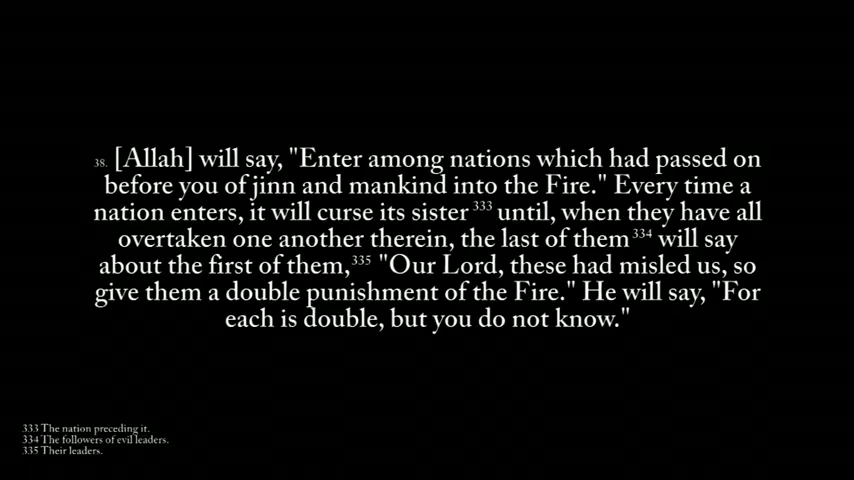 38. [Allah] will say, "Enter among nations which had passed on
before you of jinn and mankind into the Fire." Every time a
nation enters, it will curse its sister 333 until, when they have all
overtaken one another therein, the last of them 334 will say
about the first of them,335 "Our Lord, these had misled us, so
give them a double punishment of the Fire." He will say, "For
each is double, but you do not know."
333 The nation preceding it.
334 The followers of evil leaders.
335 Their leaders.